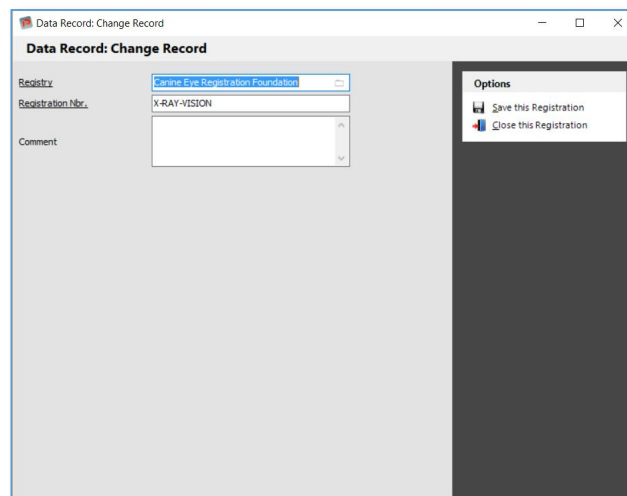 Data Record: Change Record
Data Record: Change Record
Registry
Canine Eye Registration Foundation
Registration Nbr.
X-RAY-VISION
Comment
Options
Save this Registration
Close this Registration